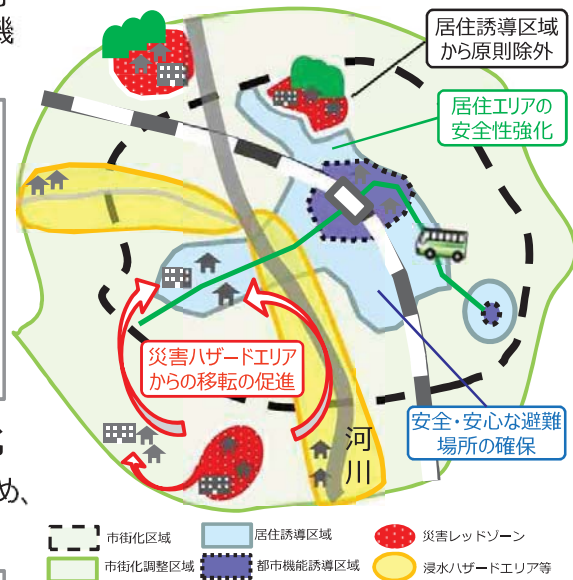 機
居住誘導区域
から原則除外
居住エリアの
安全性強化
災害ハザードエリア
からの移転の促進
河
川
安全・安心な避難
場所の確保
め、
市街化区域
居住誘導区域
災害レッドゾーン
市街化調整区域
都市機能誘導区域
浸水ハザードエリア等